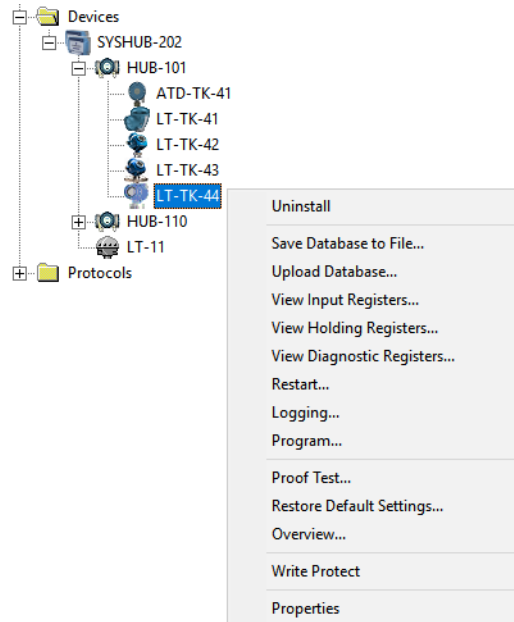 Devices
SYSHUB-202
HUB-101
ATD-TK-41
LT-TK-41
LT-TK-42
LT-TK-43
LT-TK-44
HUB-110
LT-11
Protocols
Uninstall
Save Database to File...
Upload Database...
View Input Registers...
View Holding Registers...
View Diagnostic Registers...
Restart...
Logging...
Program...
Proof Test...
Restore Default Settings...
Overview...
Write Protect
Properties